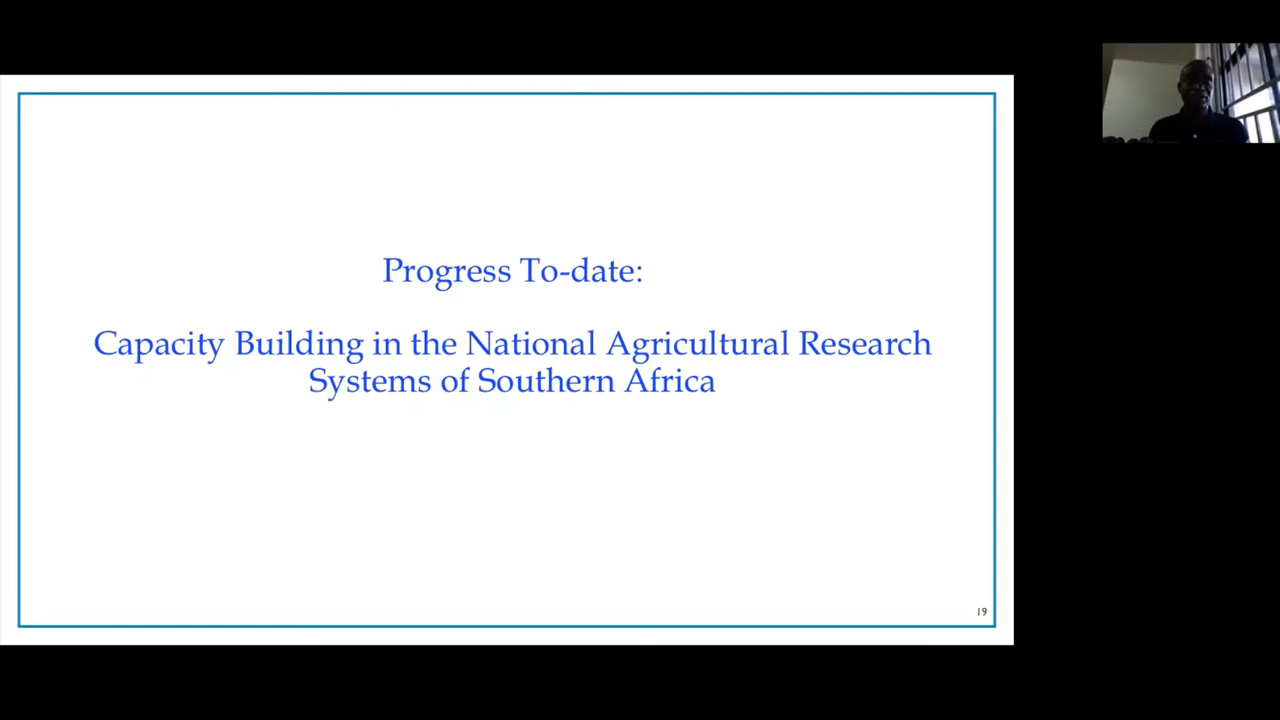 Progress To-date:
Capacity Building in the National Agricultural Research
Systems of Southern Africa
19